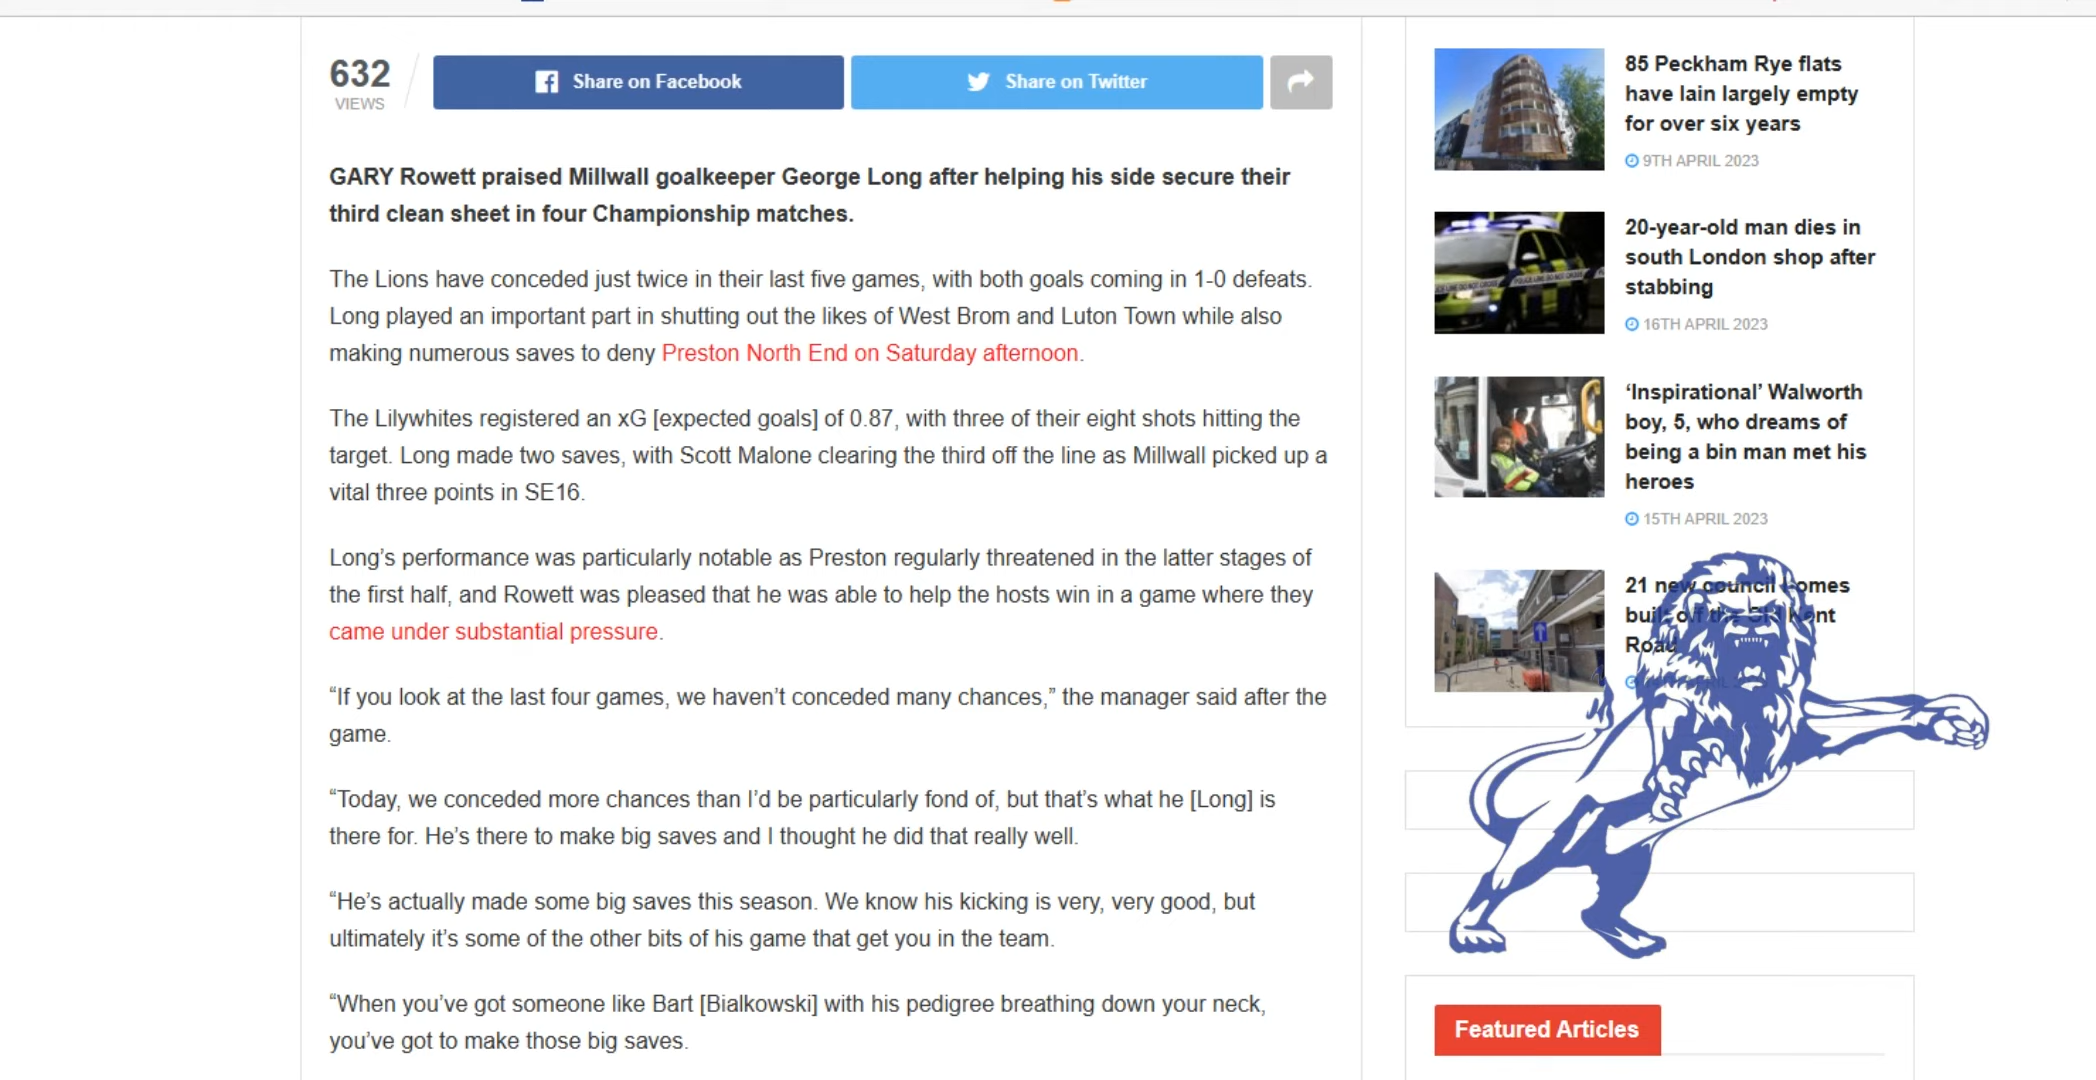 632
VIEWS
Share on Facebook
Share on Twitter
GARY Rowett praised Millwall goalkeeper George Long after helping his side secure their
third clean sheet in four Championship matches.
The Lions have conceded just twice in their last five games, with both goals coming in 1-0 defeats.
Long played an important part in shutting out the likes of West Brom and Luton Town while also
making numerous saves to deny Preston North End on Saturday afternoon.
The Lilywhites registered an xG [expected goals] of 0.87, with three of their eight shots hitting the
target. Long made two saves, with Scott Malone clearing the third off the line as Millwall picked up a
vital three points in SE16.
Long’s performance was particularly notable as Preston regularly threatened in the latter stages of
the first half, and Rowett was pleased that he was able to help the hosts win in a game where they
came under substantial pressure.
“If you look at the last four games, we haven’t conceded many chances,” the manager said after the
game.
“Today, we conceded more chances than I’d be particularly fond of, but that’s what he [Long] is
there for. He’s there to make big saves and I thought he did that really well.
“He’s actually made some big saves this season. We know his kicking is very, very good, but
ultimately it’s some of the other bits of his game that get you in the team.
“When you’ve got someone like Bart [Bialkowski] with his pedigree breathing down your neck,
you’ve got to make those big saves.
85 Peckham Rye flats
have lain largely empty
for over six years
9TH APRIL 2023
20-year-old man dies in
south London shop after
stabbing
16TH APRIL 2023
‘Inspirational’ Walworth
boy, 5, who dreams of
being a bin man met his
heroes
15TH APRIL 2023
21 new council homes
built off the Old Kent
Road
Featured Articles